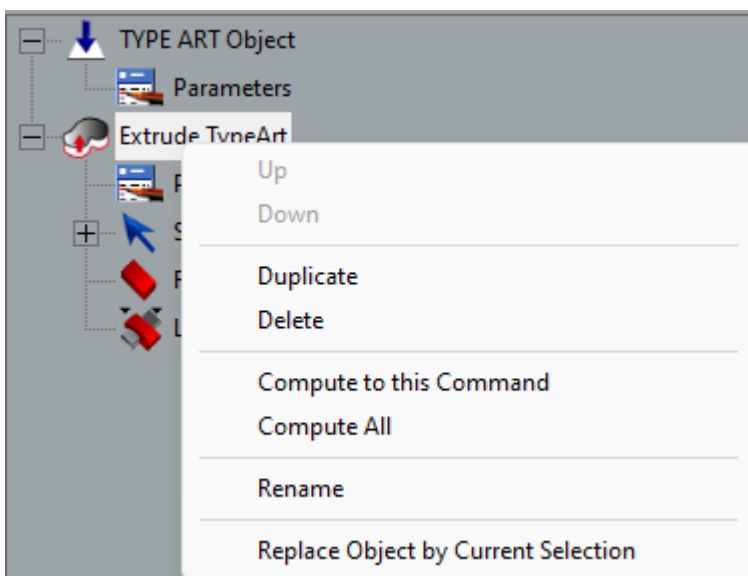 TYPE ART Object
Parameters
Extrude TypeArt
Up
Down
Duplicate
Delete
Compute to this Command
Compute All
Rename
Replace Object by Current Selection